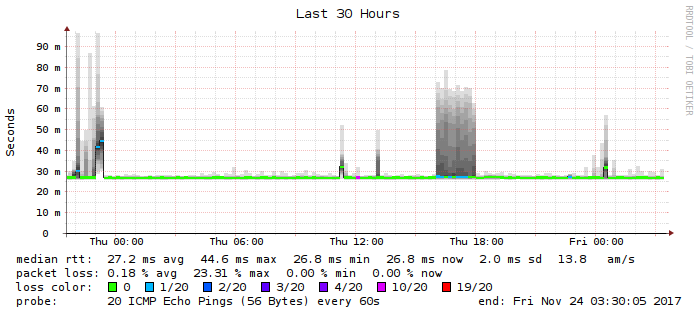 Last 30 Hours
RRDTOOL / TOBI OETIKER
Seconds
90 m
80 m
70 m
60 m
50 m
40 m
30 m
20 m
10 m
0
Thu 00:00 Thu 06:00 Thu 12:00 Thu 18:00 Fri 00:00
median rtt: 27.2 ms avg 44.6 ms max 26.8 ms min 26.8 ms now 2.0 ms sd 13.8 am/s
packet loss: 0.18 % avg 23.31 % max 0.00 % min 0.00 % now
loss color: 0 1/20 2/20 3/20 4/20 10/20 19/20
probe: 20 ICMP Echo Pings (56 Bytes) every 60s end: Fri Nov 24 03:30:05 2017